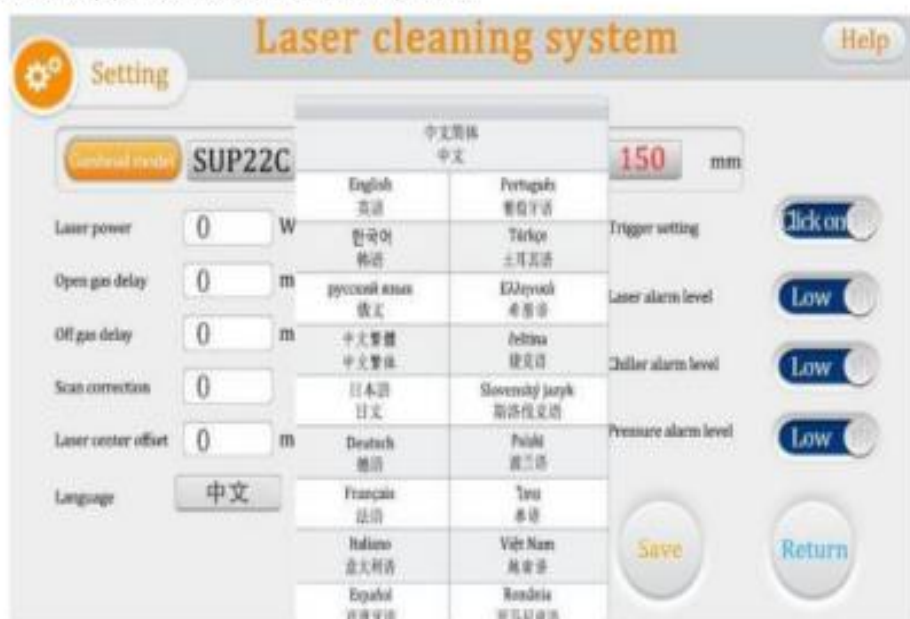 Laser cleaning system
Help
Setting
SUP22C
150 mm
中文简体
中文
English
英语
Português
葡萄牙语
한국어
韩语
Türkçe
土耳其语
русский язык
俄文
Ελληνικά
希腊语
中文繁體
中文繁体
čeština
捷克语
日本語
日文
Slovenský jazyk
斯洛伐克语
Deutsch
德语
Polski
波兰语
Français
法语
ไทย
泰语
Italiano
意大利语
Việt Nam
越南语
Español
România
Laser power 0 W
Open gas delay 0 m
Off gas delay 0 m
Scan correction 0
Laser center offset 0 m
Language 中文
Trigger setting Click on
Laser alarm level Low
Chiller alarm level Low
Pressure alarm level Low
Save
Return